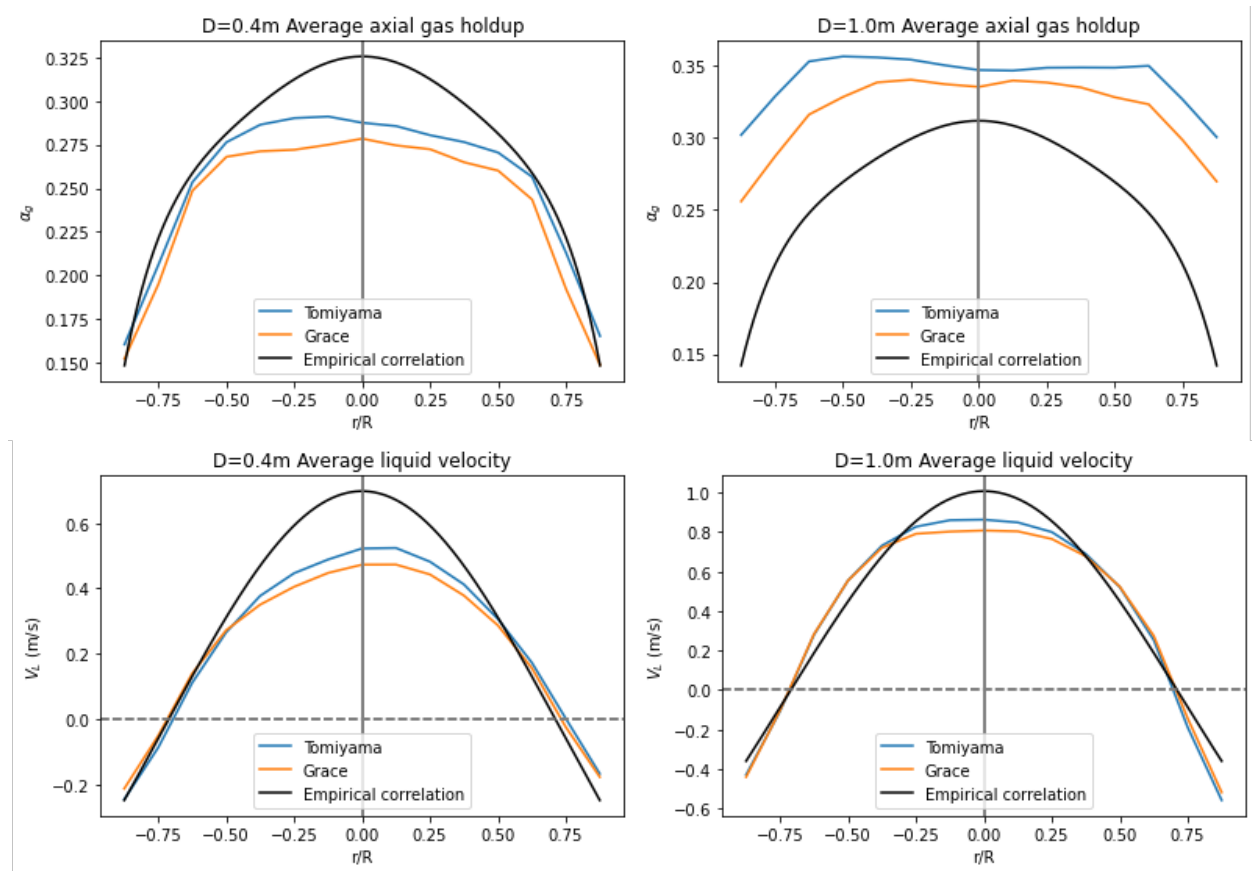 D=0.4m Average axial gas holdup
0.325
0.300
0.275
0.250
0.225
0.200
0.175
0.150
αg
Tomiyama
Grace
Empirical correlation
−0.75 −0.50 −0.25 0.00 0.25 0.50 0.75
r/R
D=1.0m Average axial gas holdup
0.35
0.30
0.25
0.20
0.15
αg
Tomiyama
Grace
Empirical correlation
−0.75 −0.50 −0.25 0.00 0.25 0.50 0.75
r/R
D=0.4m Average liquid velocity
0.6
0.4
0.2
0.0
−0.2
VL (m/s)
Tomiyama
Grace
Empirical correlation
−0.75 −0.50 −0.25 0.00 0.25 0.50 0.75
r/R
D=1.0m Average liquid velocity
1.0
0.8
0.6
0.4
0.2
0.0
−0.2
−0.4
−0.6
VL (m/s)
Tomiyama
Grace
Empirical correlation
−0.75 −0.50 −0.25 0.00 0.25 0.50 0.75
r/R